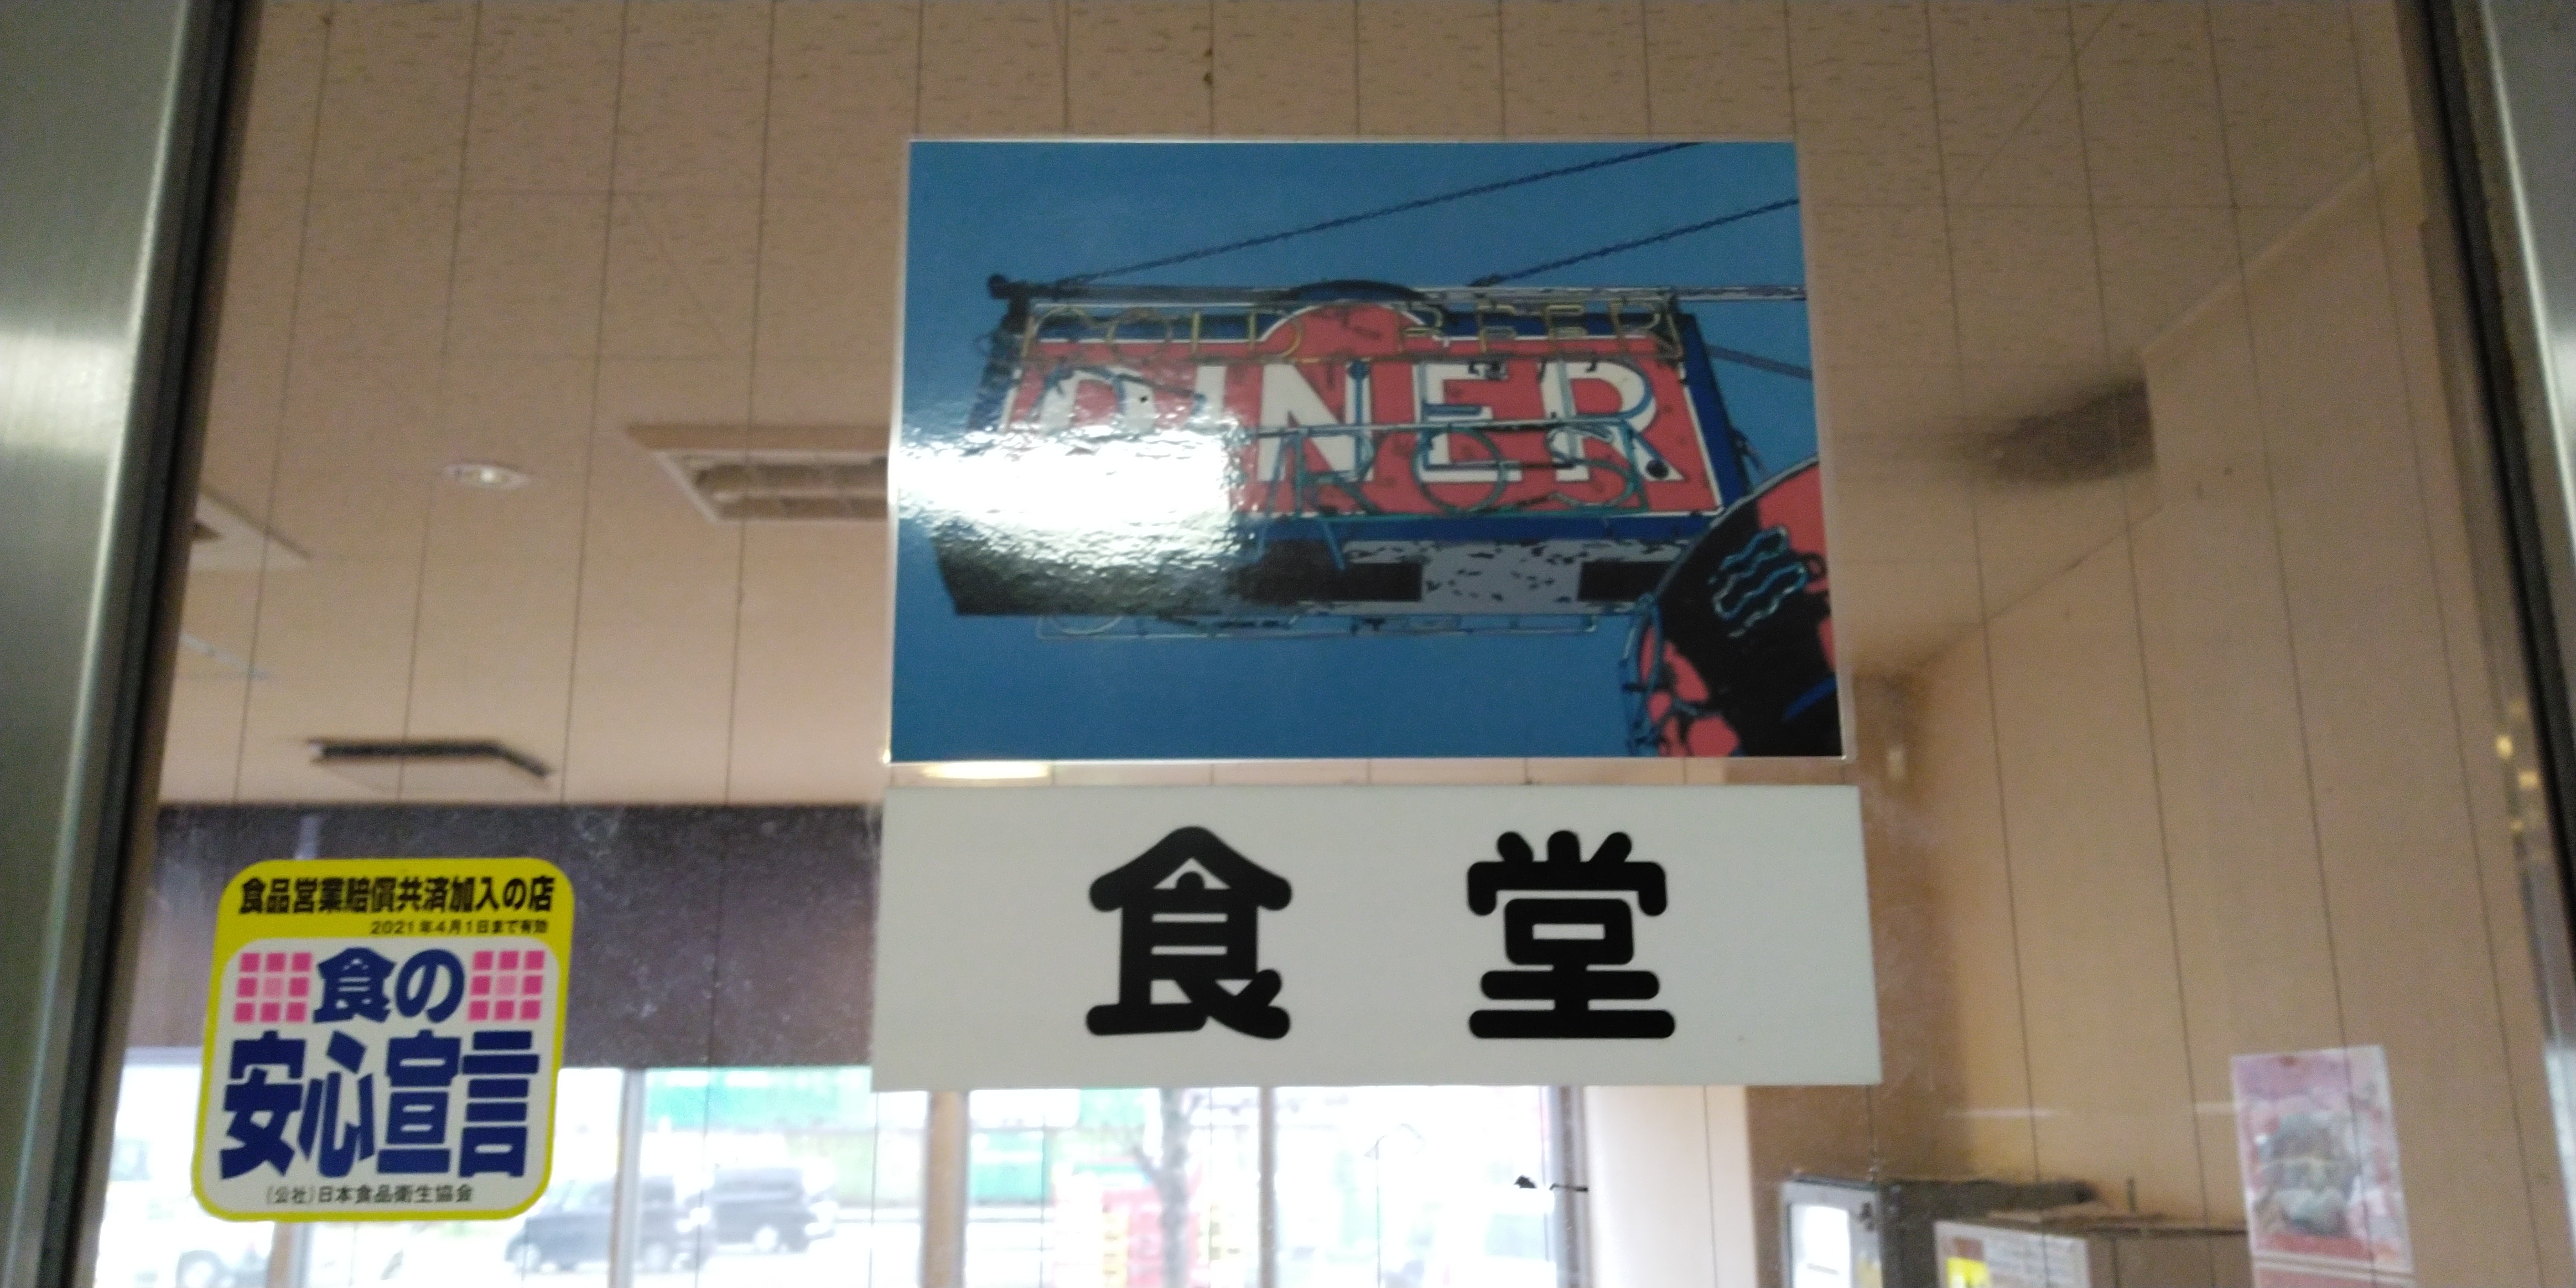 COLD BEER
DINER
食堂
食品営業賠償共済加入の店
2021年4月1日まで有効
食の
安心宣言
(公社)日本食品衛生協会